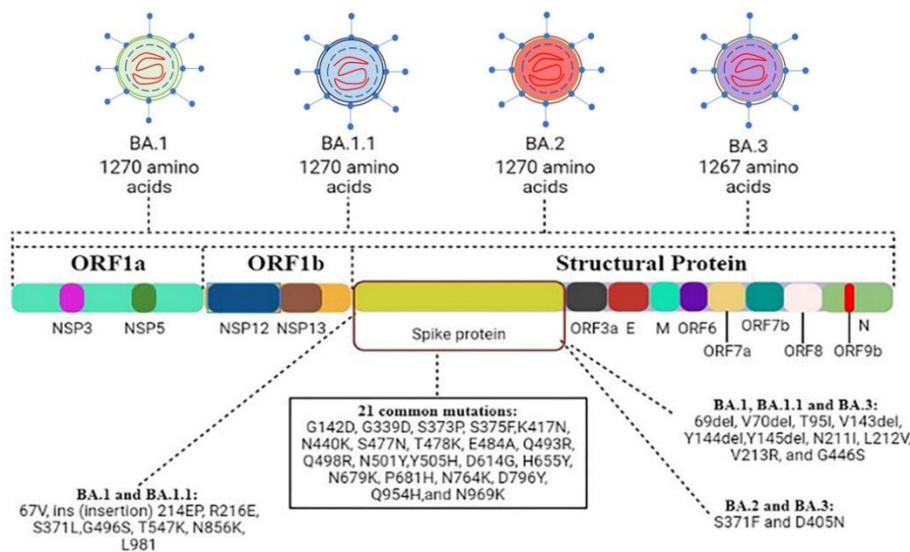 BA.1
1270 amino
acids
BA.1.1
1270 amino
acids
BA.2
1270 amino
acids
BA.3
1267 amino
acids
ORF1a
ORF1b
Structural Protein
NSP3
NSP5
NSP12
NSP13
Spike protein
ORF3a
E
M
ORF6
ORF7a
ORF7b
ORF8
ORF9b
N
BA.1 and BA.1.1:
67V, ins (insertion) 214EP, R216E,
S371L,G496S, T547K, N856K,
L981
21 common mutations:
G142D, G339D, S373P, S375F,K417N,
N440K, S477N, T478K, E484A, Q493R,
Q498R, N501Y,Y505H, D614G, H655Y,
N679K, P681H, N764K, D796Y,
Q954H,and N969K
BA.1, BA.1.1 and BA.3:
69del, V70del, T95I, V143del,
Y144del,Y145del, N211I, L212V,
V213R, and G446S
BA.2 and BA.3:
S371F and D405N